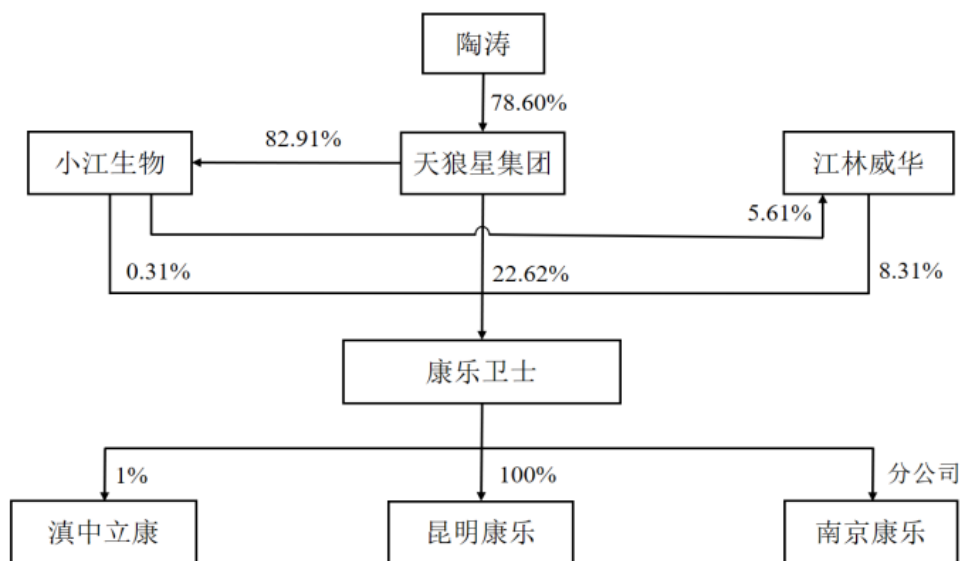 陶涛
78.60%
小江生物
82.91%
天狼星集团
江林威华
5.61%
0.31%
22.62%
8.31%
康乐卫士
1%
100%
分公司
滇中立康
昆明康乐
南京康乐